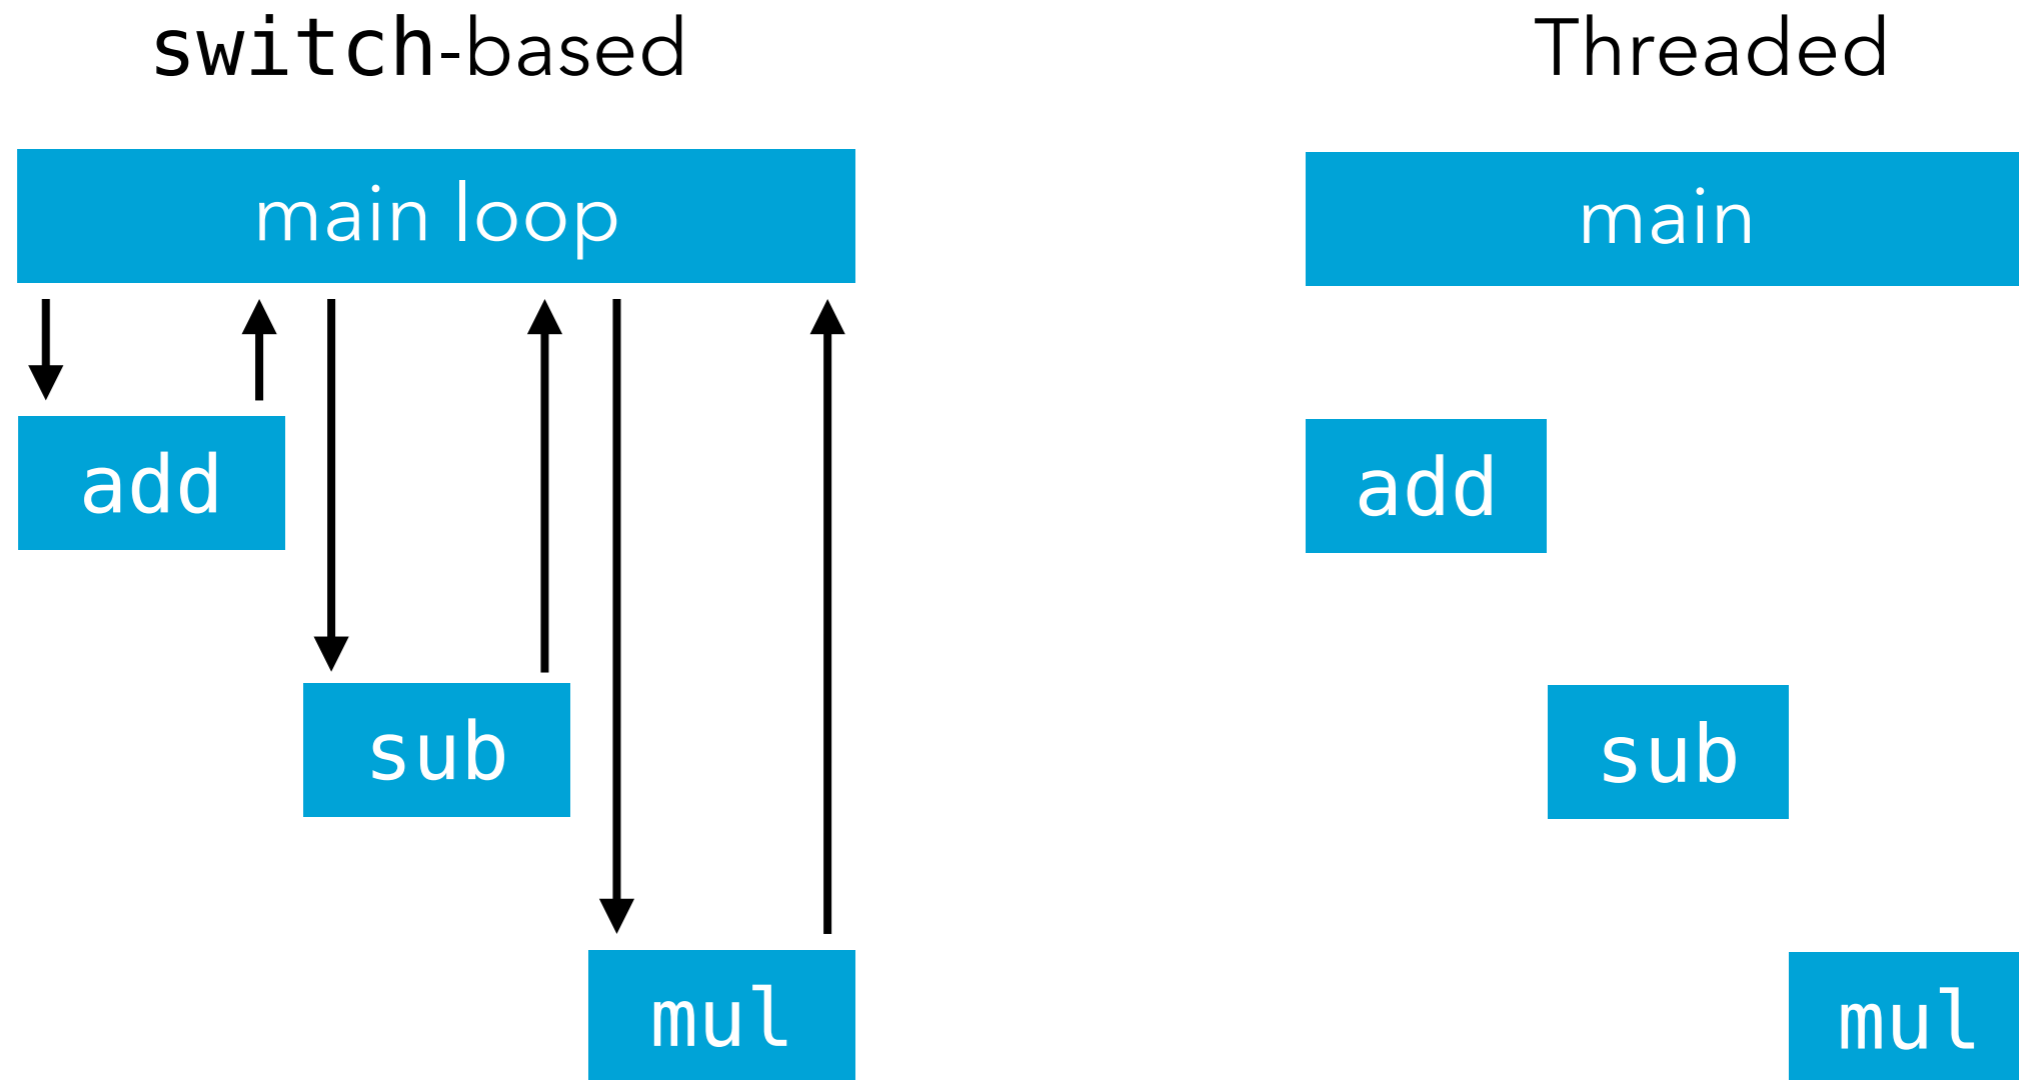 switch-based
main loop
add
sub
mul
Threaded
main
add
sub
mul